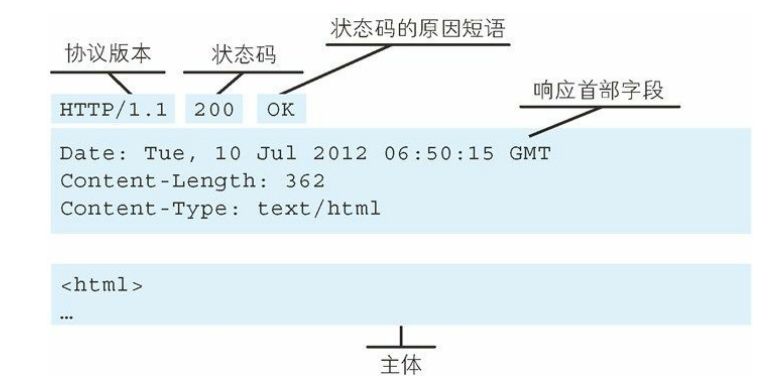 状态码的原因短语
协议版本 状态码
响应首部字段
HTTP/1.1 200 OK
Date: Tue, 10 Jul 2012 06:50:15 GMT
Content-Length: 362
Content-Type: text/html
<html>
…
主体